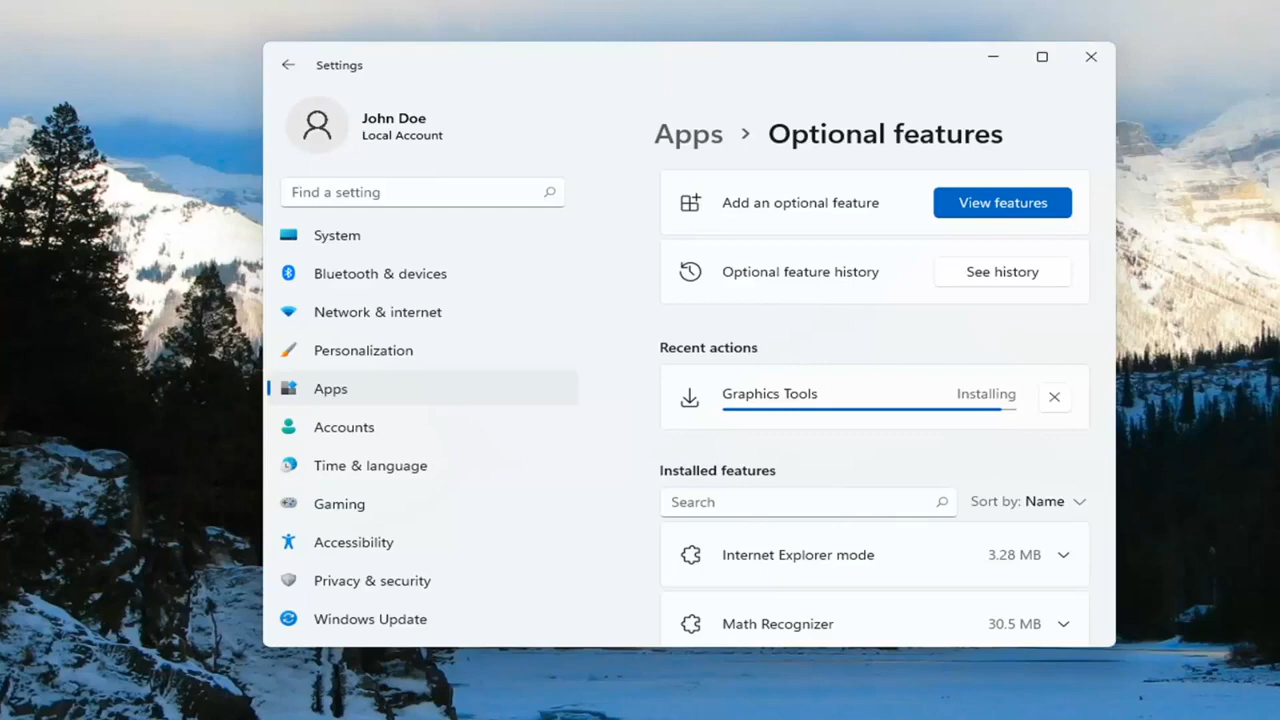 Settings
John Doe
Local Account
Find a setting
System
Bluetooth & devices
Network & internet
Personalization
Apps
Accounts
Time & language
Gaming
Accessibility
Privacy & security
Windows Update
Apps > Optional features
Add an optional feature View features
Optional feature history See history
Recent actions
Graphics Tools Installing
Installed features
Search Sort by: Name
Internet Explorer mode 3.28 MB
Math Recognizer 30.5 MB